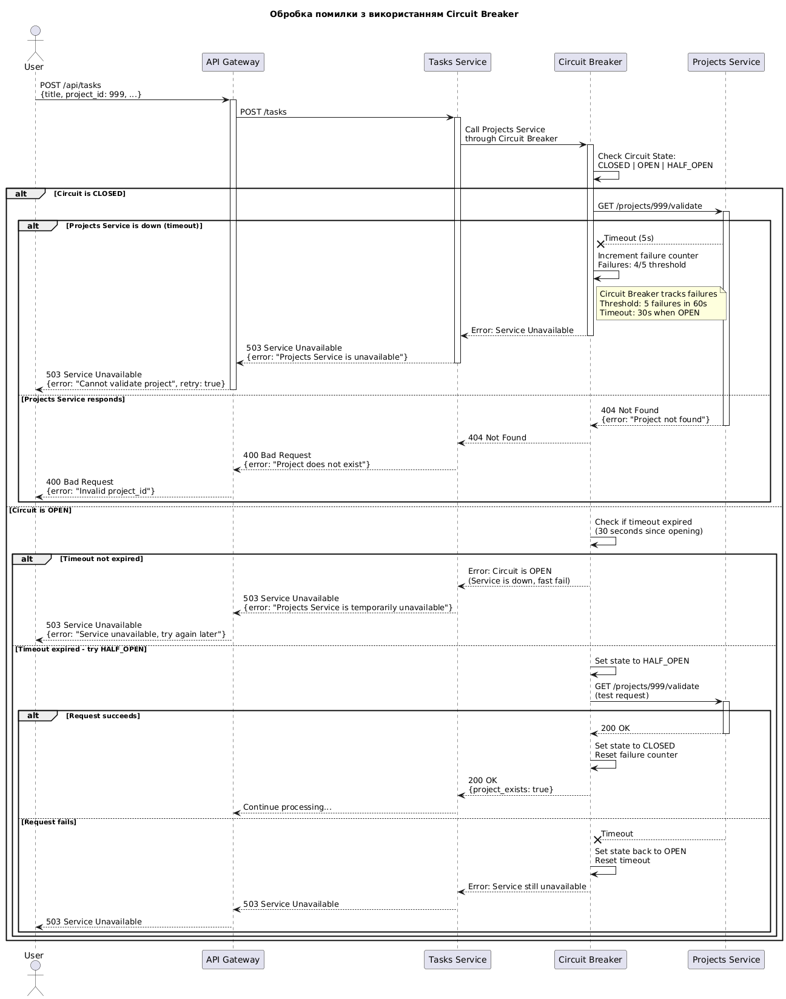 Обробка помилки з використанням Circuit Breaker
User
API Gateway
Tasks Service
Circuit Breaker
Projects Service
POST /api/tasks
{title, project_id: 999, ...}
POST /tasks
Call Projects Service
through Circuit Breaker
Check Circuit State:
CLOSED | OPEN | HALF_OPEN
alt
[Circuit is CLOSED]
GET /projects/999/validate
alt
[Projects Service is down (timeout)]
Timeout (5s)
Increment failure counter
Failures: 4/5 threshold
Circuit Breaker tracks failures
Threshold: 5 failures in 60s
Timeout: 30s when OPEN
Error: Service Unavailable
503 Service Unavailable
{error: "Projects Service is unavailable"}
503 Service Unavailable
{error: "Cannot validate project", retry: true}
[Projects Service responds]
404 Not Found
{error: "Project not found"}
404 Not Found
400 Bad Request
{error: "Project does not exist"}
400 Bad Request
{error: "Invalid project_id"}
[Circuit is OPEN]
Check if timeout expired
(30 seconds since opening)
alt
[Timeout not expired]
Error: Circuit is OPEN
(Service is down, fast fail)
503 Service Unavailable
{error: "Projects Service is temporarily unavailable"}
503 Service Unavailable
{error: "Service unavailable, try again later"}
[Timeout expired - try HALF_OPEN]
Set state to HALF_OPEN
GET /projects/999/validate
(test request)
alt
[Request succeeds]
200 OK
Set state to CLOSED
Reset failure counter
200 OK
{project_exists: true}
Continue processing...
[Request fails]
Timeout
Set state back to OPEN
Reset timeout
Error: Service still unavailable
503 Service Unavailable
503 Service Unavailable
User
API Gateway
Tasks Service
Circuit Breaker
Projects Service